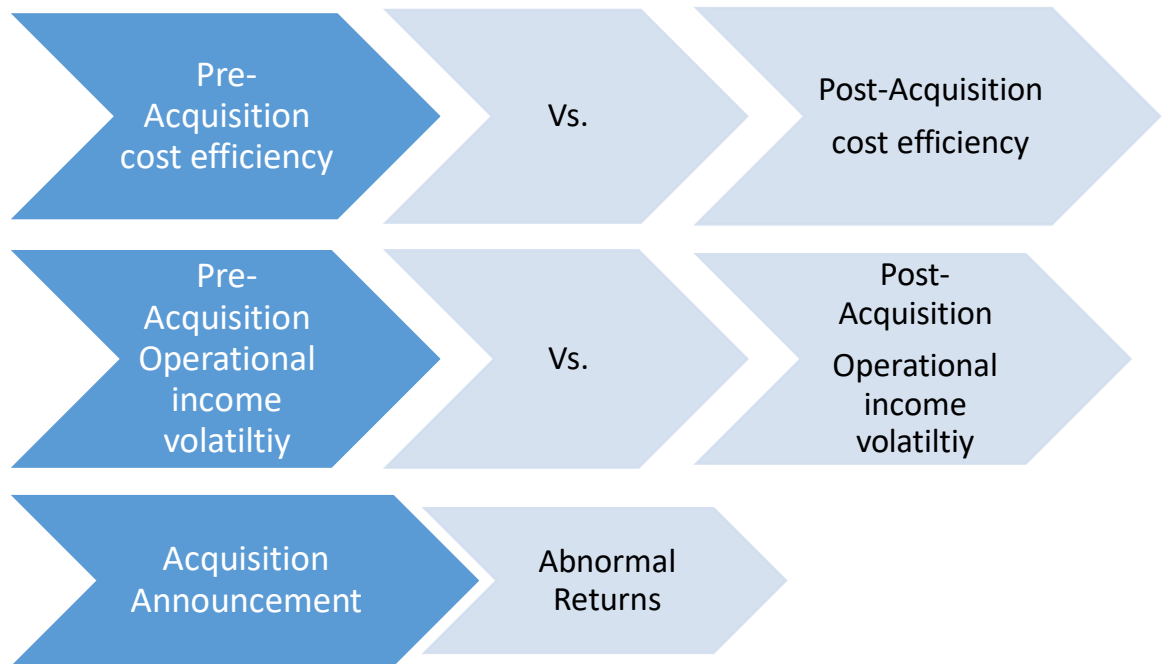 Pre-
Acquisition
cost efficiency
Vs.
Post-Acquisition
cost efficiency
Pre-
Acquisition
Operational
income
volatiltiy
Vs.
Post-
Acquisition
Operational
income
volatiltiy
Acquisition
Announcement
Abnormal
Returns